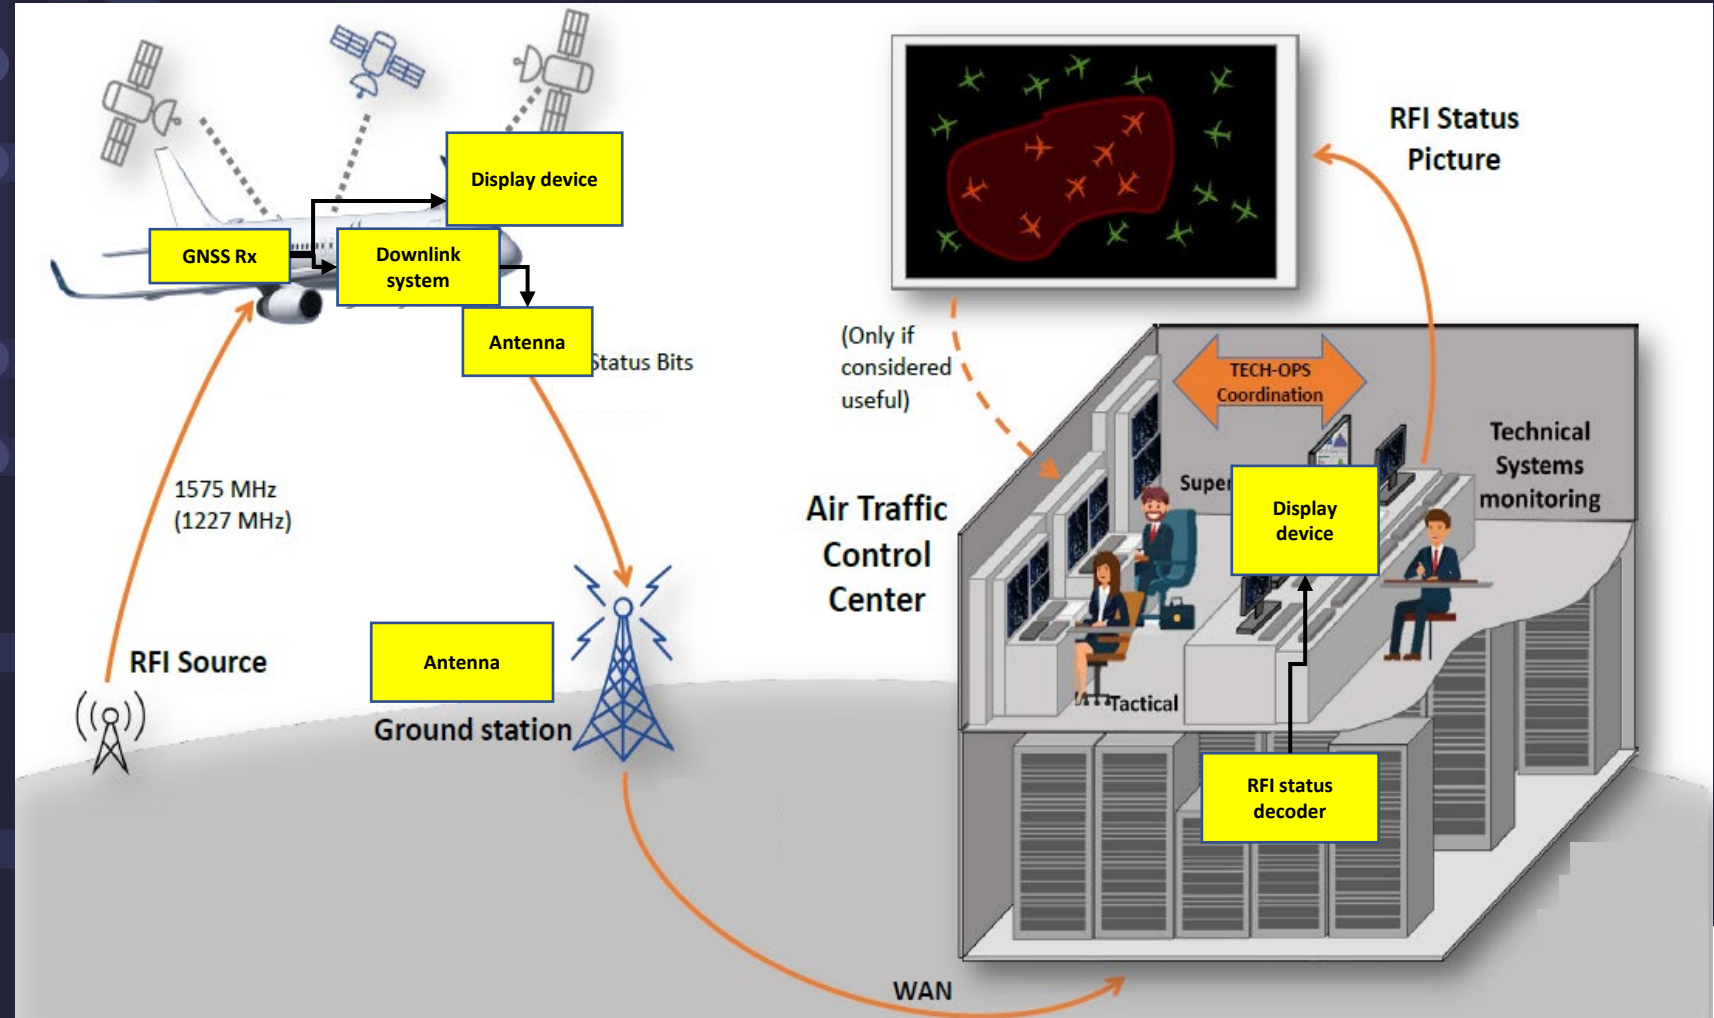 Display device
GNSS Rx
Downlink
system
Antenna
Status Bits
1575 MHz
(1227 MHz)
RFI Source
Antenna
Ground station
WAN
RFI Status
Picture
(Only if
considered
useful)
TECH-OPS
Coordination
Technical
Systems
monitoring
Air Traffic
Control
Center
Super
Display
device
Tactical
RFI status
decoder